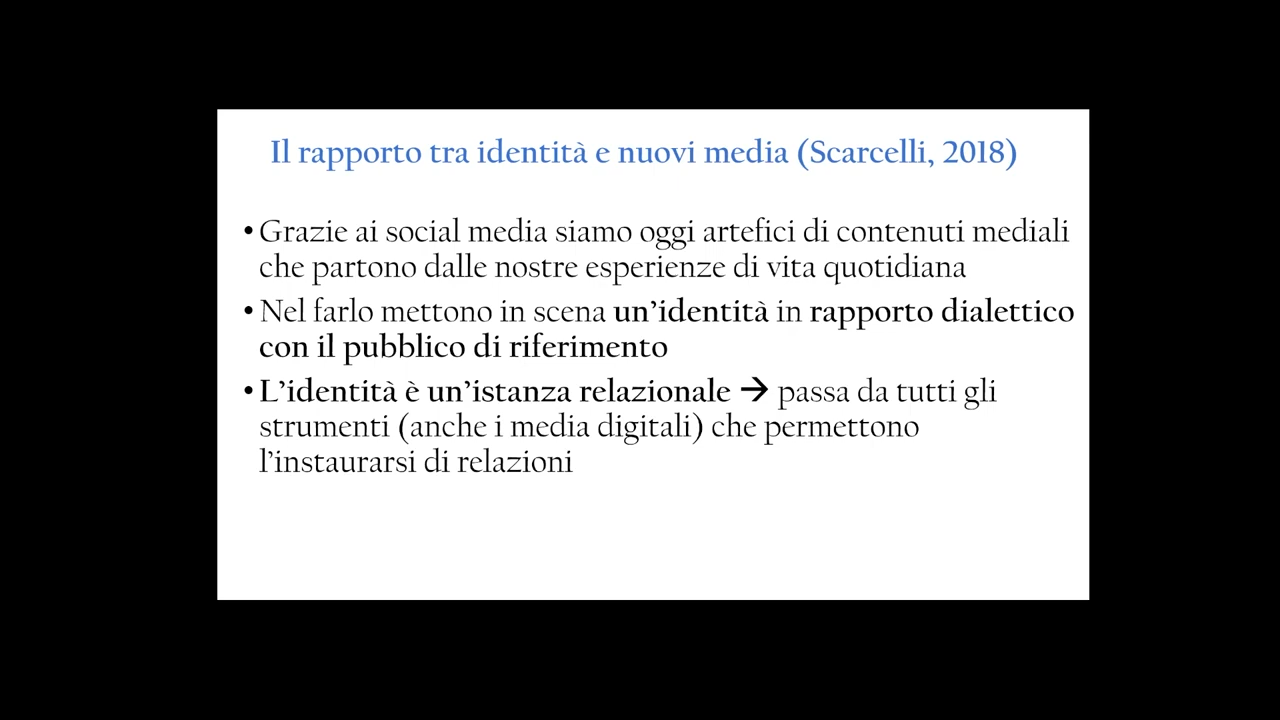 Il rapporto tra identità e nuovi media (Scarcelli, 2018)
• Grazie ai social media siamo oggi artefici di contenuti mediali
che partono dalle nostre esperienze di vita quotidiana
• Nel farlo mettono in scena un’identità in rapporto dialettico
con il pubblico di riferimento
• L’identità è un’istanza relazionale → passa da tutti gli
strumenti (anche i media digitali) che permettono
l’instaurarsi di relazioni